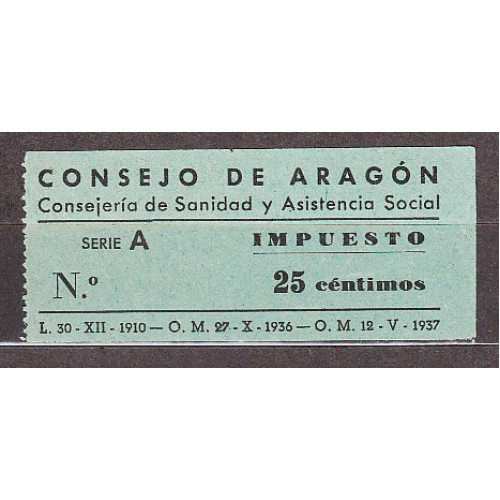 CONSEJO DE ARAGÓN
Consejería de Sanidad y Asistencia Social
SERIE A IMPUESTO
N.º 25 céntimos
L. 30 - XII - 1910 — O. M. 27 - X - 1936 — O. M. 12 - V - 1937